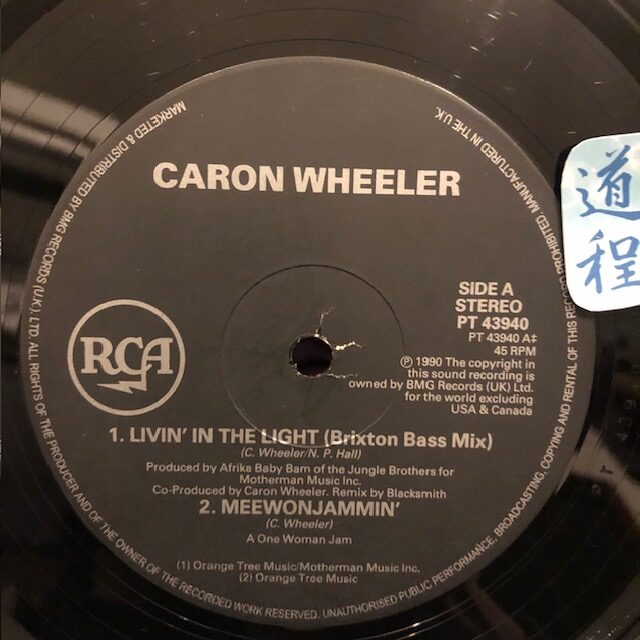 MARKETED & DISTRIBUTED BY BMG RECORDS (U.K.), LTD ALL RIGHTS OF THE PRODUCER AND OF THE OWNER OF THE RECORDED WORK RESERVED. UNAUTHORISED PUBLIC PERFORMANCE, BROADCASTING, COPYING AND RENTAL OF THIS RECORD PROHIBITED. MANUFACTURED IN THE U.K.
CARON WHEELER
道
程
SIDE A
STEREO
PT 43940
PT 43940 A‡
45 RPM
RCA
Ⓟ 1990 The copyright in
this sound recording is
owned by BMG Records (UK) Ltd.
for the world excluding
USA & Canada
1. LIVIN' IN THE LIGHT (Brixton Bass Mix)
(C. Wheeler/N. P. Hall)
Produced by Afrika Baby Bam of the Jungle Brothers for
Motherman Music Inc.
Co-Produced by Caron Wheeler. Remix by Blacksmith
2. MEEWONJAMMIN'
(C. Wheeler)
A One Woman Jam
(1) Orange Tree Music/Motherman Music Inc.
(2) Orange Tree Music